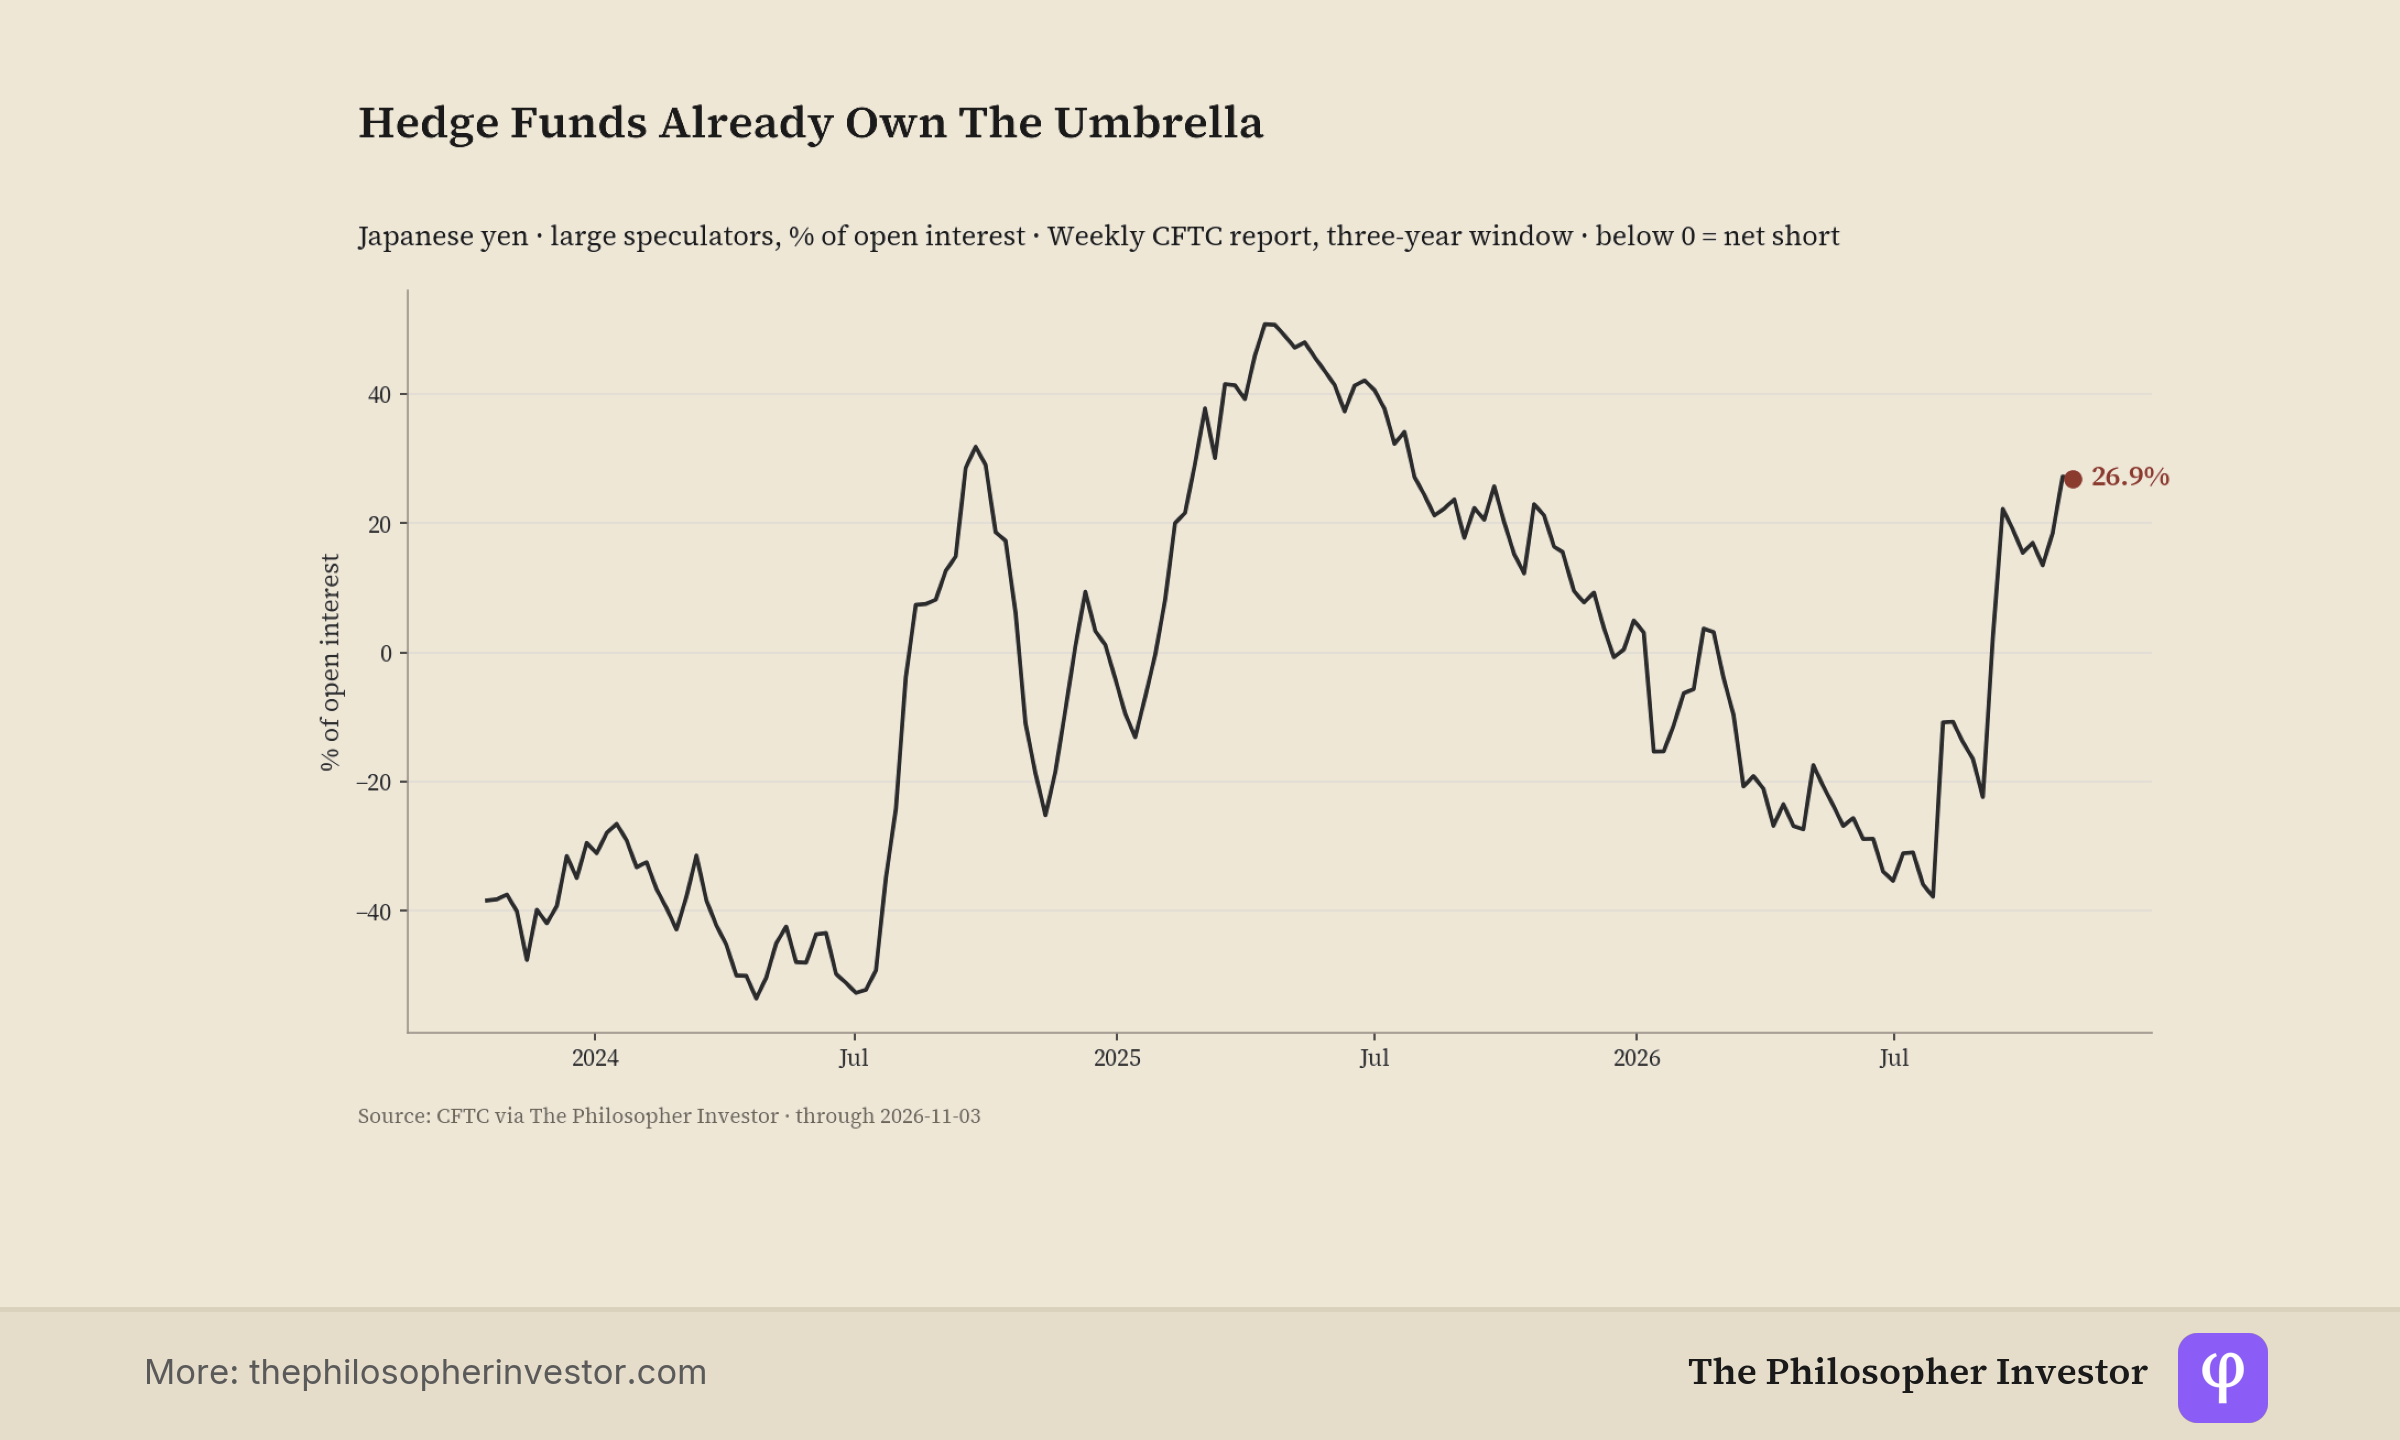 Hedge Funds Already Own The Umbrella
Japanese yen · large speculators, % of open interest · Weekly CFTC report, three-year window · below 0 = net short
% of open interest
40
20
0
−20
−40
26.9%
2024
Jul
2025
Jul
2026
Jul
Source: CFTC via The Philosopher Investor · through 2026-11-03
More: thephilosopherinvestor.com
The Philosopher Investor
φ